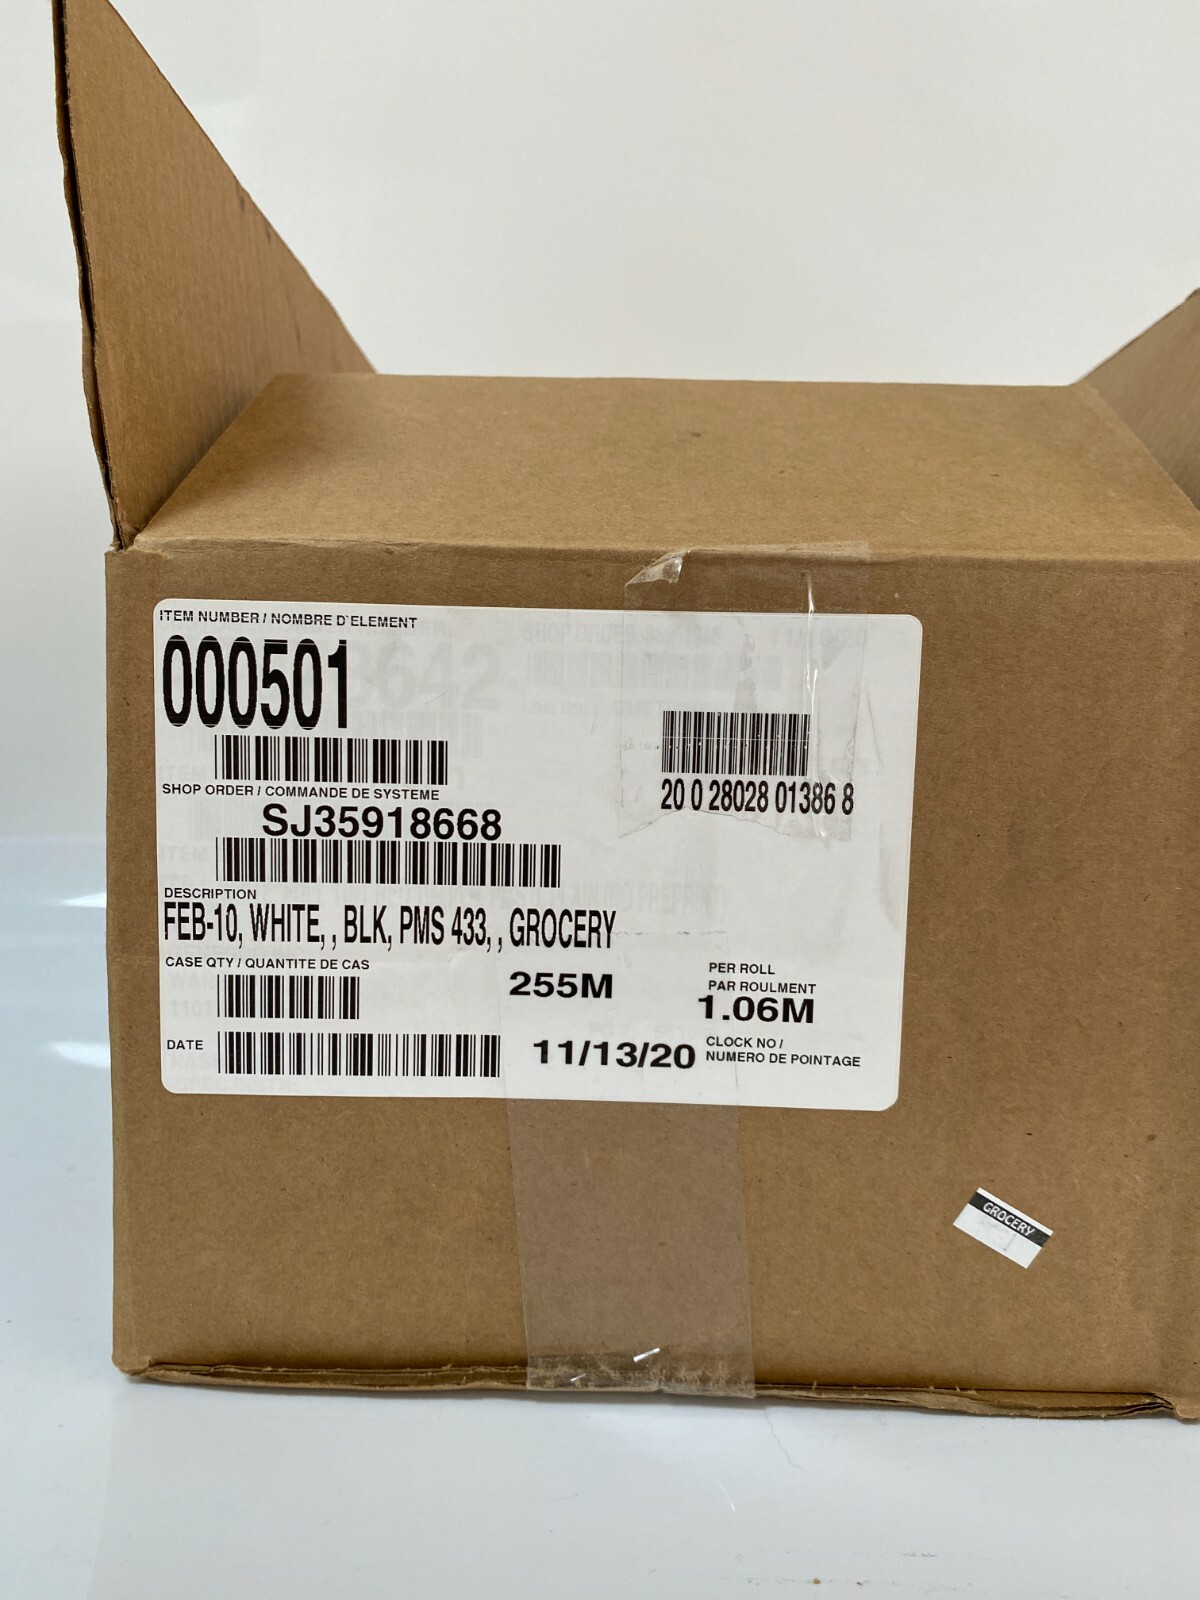 ITEM NUMBER / NOMBRE D'ELEMENT
000501
SHOP ORDER / COMMANDE DE SYSTEME
SJ35918668
20 0 28028 01386 8
DESCRIPTION
FEB-10, WHITE, , BLK, PMS 433, , GROCERY
CASE QTY / QUANTITE DE CAS
255M
PER ROLL
PAR ROULMENT
1.06M
DATE
11/13/20
CLOCK NO /
NUMERO DE POINTAGE
GROCERY